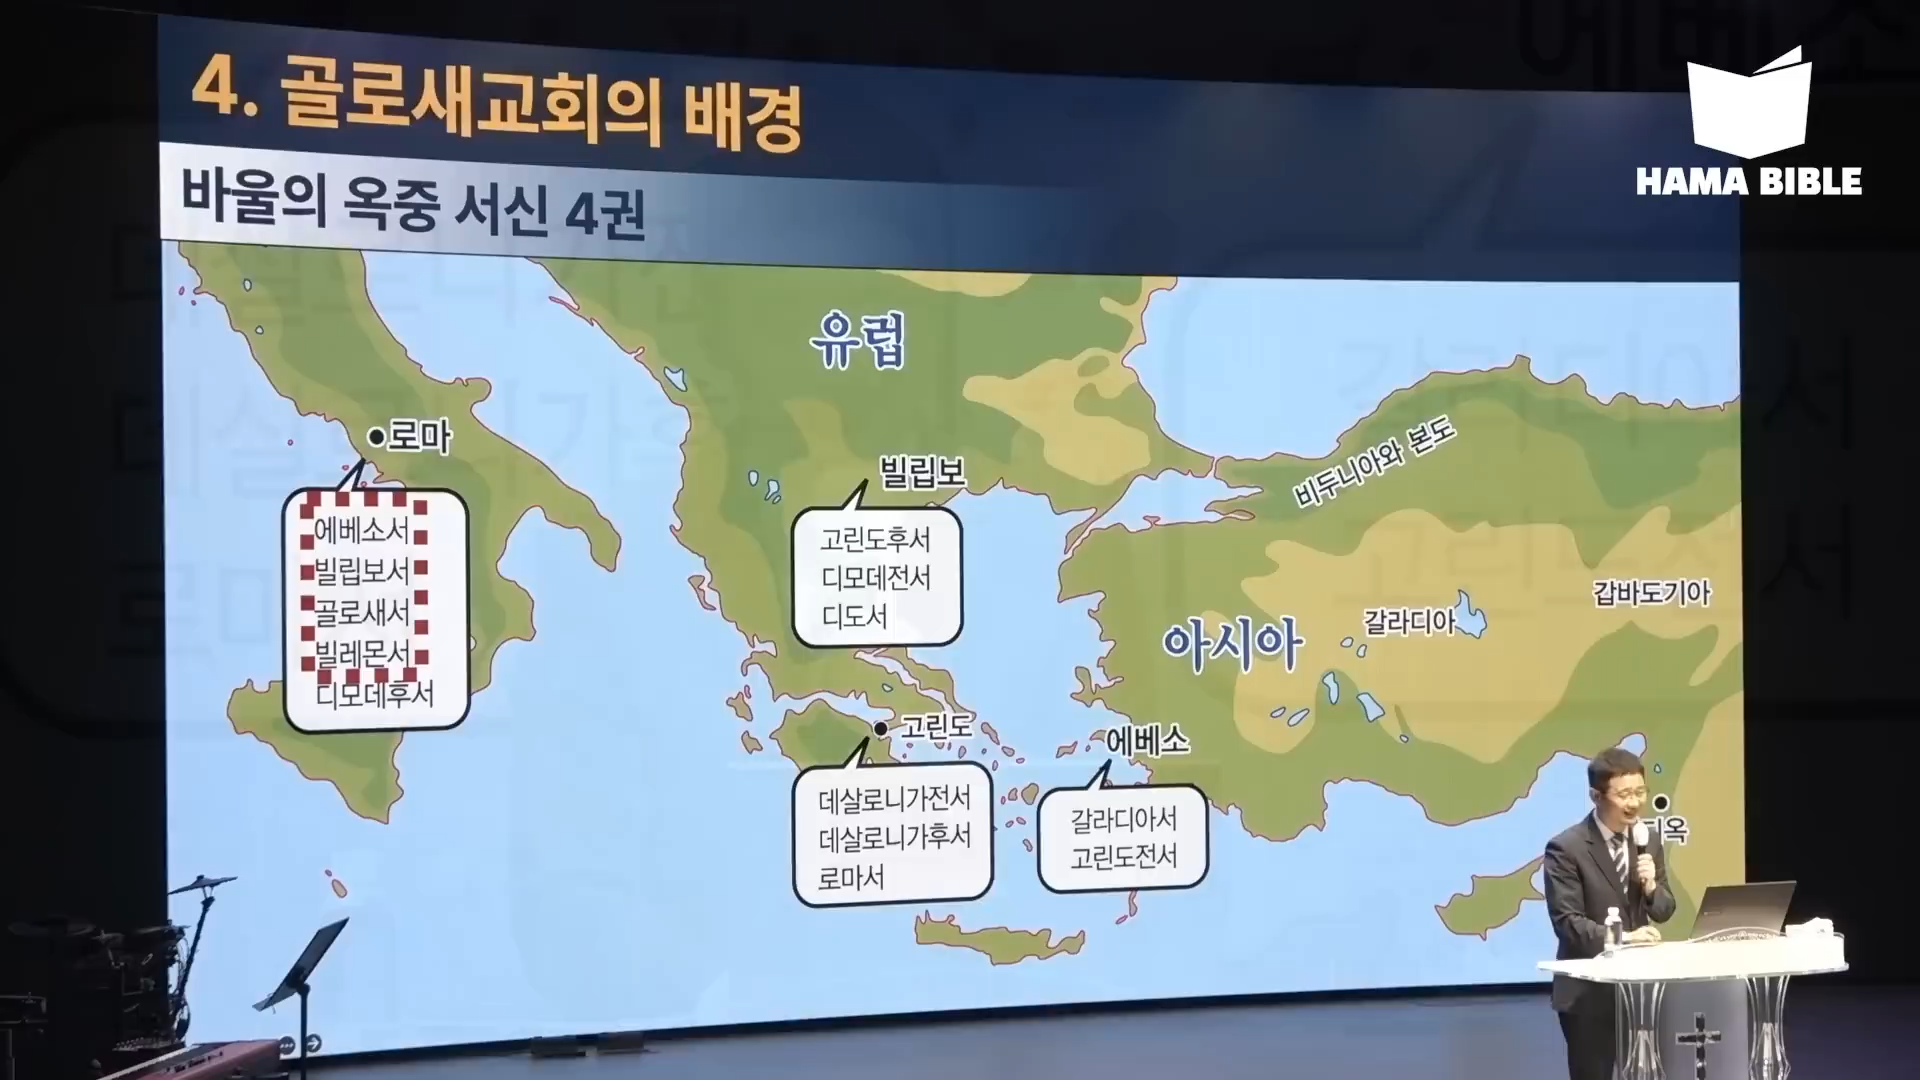 4. 골로새교회의 배경
바울의 옥중 서신 4권
HAMA BIBLE
유럽
로마
에베소서
빌립보서
골로새서
빌레몬서
디모데후서
빌립보
고린도후서
디모데전서
디도서
비두니아와 본도
갑바도기아
갈라디아
아시아
고린도
데살로니가전서
데살로니가후서
로마서
에베소
갈라디아서
고린도전서